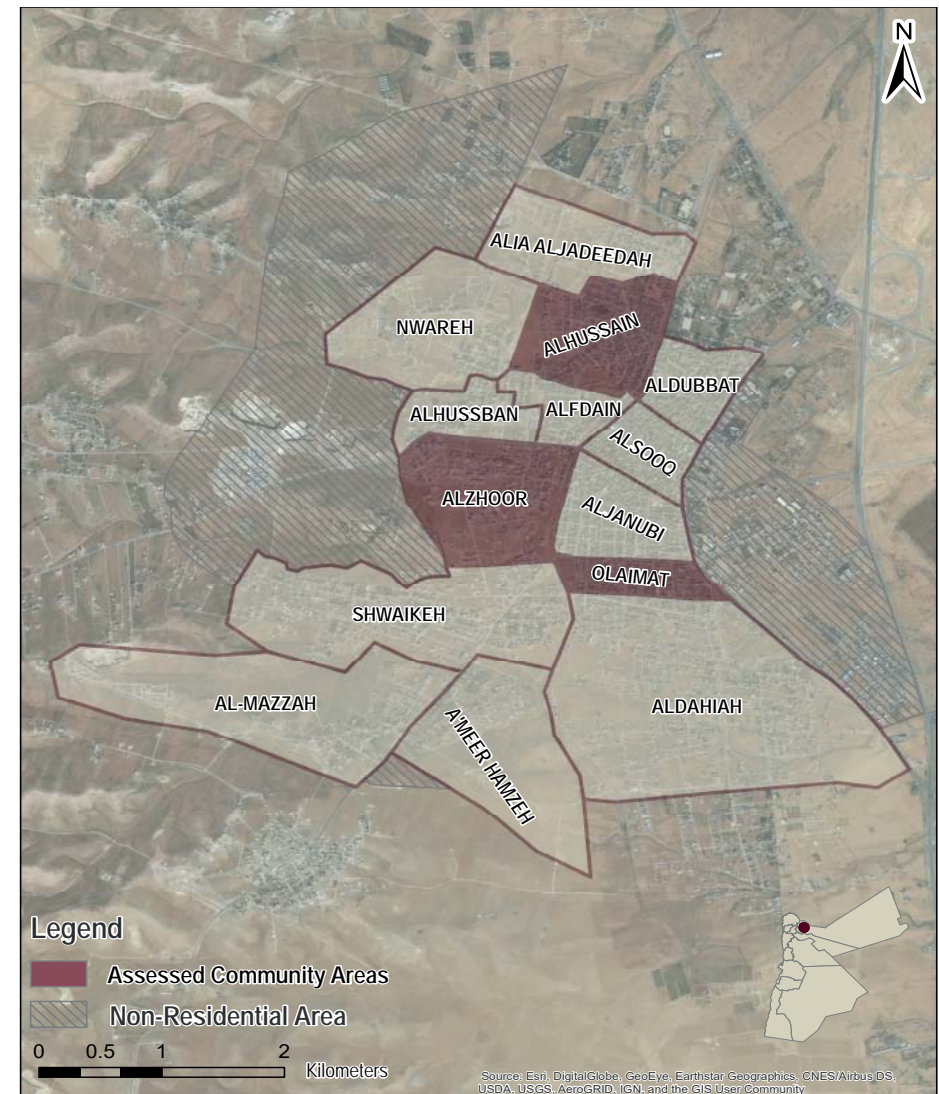 N
ALIA ALJADEEDAH
NWAREH
ALHUSSAIN
ALDUBBAT
ALHUSSBAN
ALFDAIN
ALSOOQ
ALZHOOR
ALJANUBI
OLAIMAT
SHWAIKEH
AL-MAZZAH
A'MEER HAMZEH
ALDAHIAH
Legend
Assessed Community Areas
Non-Residential Area
0 0.5 1 2
Kilometers
Source: Esri, DigitalGlobe, GeoEye, Earthstar Geographics, CNES/Airbus DS,
USDA, USGS, AeroGRID, IGN, and the GIS User Community